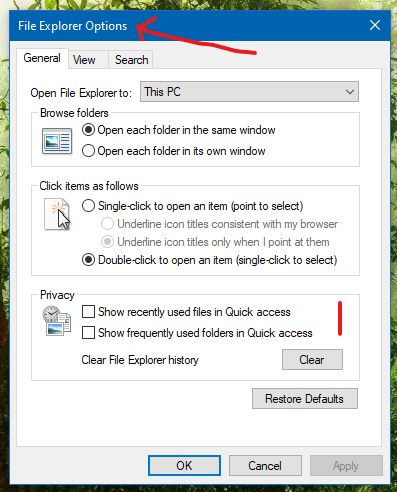 File Explorer Options
General View Search
Open File Explorer to: This PC
Browse folders
Open each folder in the same window
Open each folder in its own window
Click items as follows
Single-click to open an item (point to select)
Underline icon titles consistent with my browser
Underline icon titles only when I point at them
Double-click to open an item (single-click to select)
Privacy
Show recently used files in Quick access
Show frequently used folders in Quick access
Clear File Explorer history Clear
Restore Defaults
OK Cancel Apply